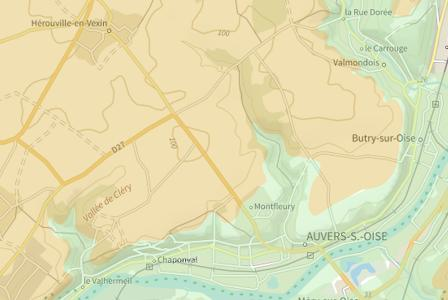 la Rue Dorée
Hérouville-en-Vexin
100
le Carrouge
Valmondois
Butry-sur-Oise
D27
100
Vallée de Cléry
Montfleury
AUVERS-S.-OISE
Chaponval
le Valhermeil